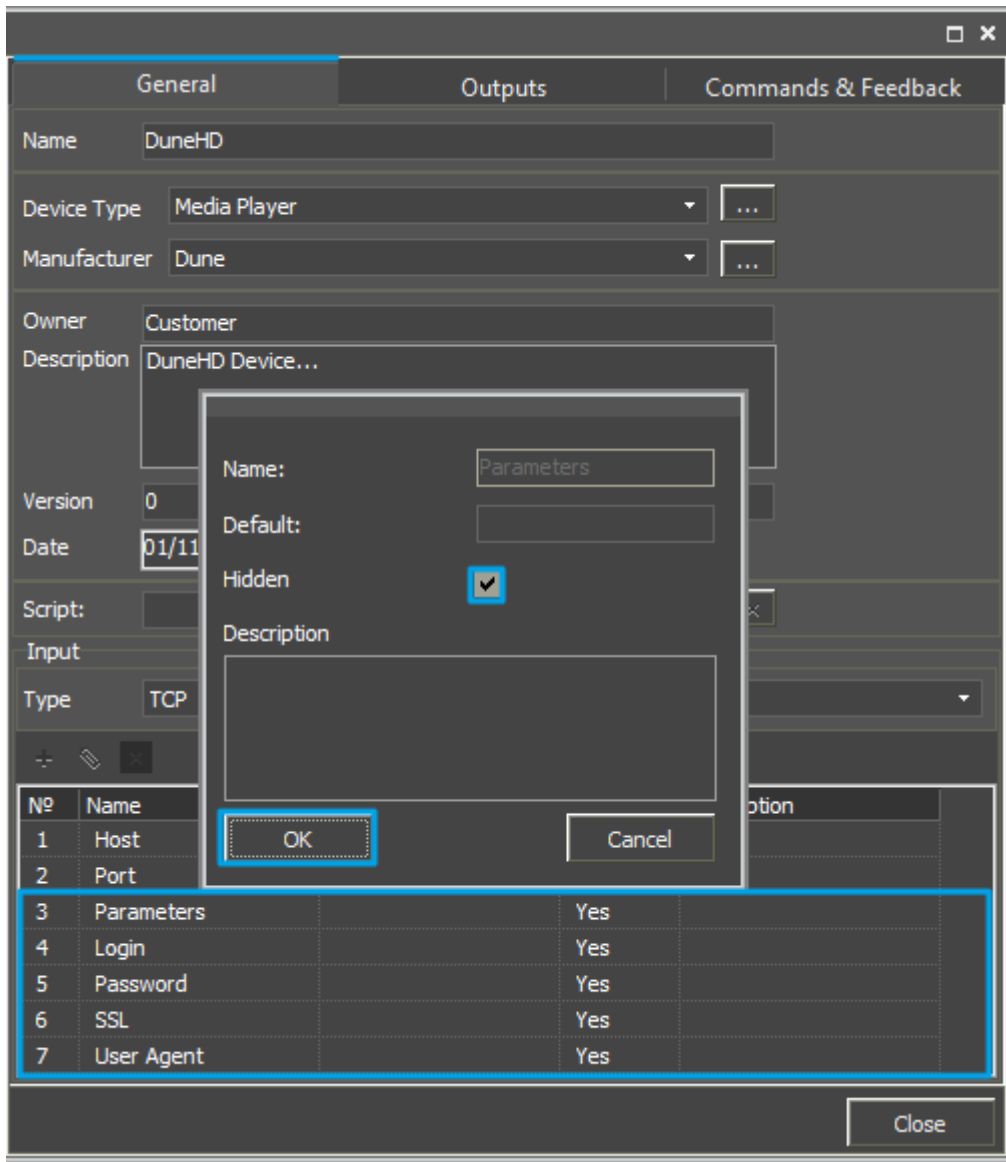 General Outputs Commands & Feedback
Name DuneHD
Device Type Media Player ...
Manufacturer Dune ...
Owner Customer
Description DuneHD Device...
Name: Parameters
Version 0
Default:
Date 01/11
Hidden
Script:
Description
Input
Type TCP
Nº Name
1 Host
OK Cancel
2 Port
3 Parameters Yes
4 Login Yes
5 Password Yes
6 SSL Yes
7 User Agent Yes
Close